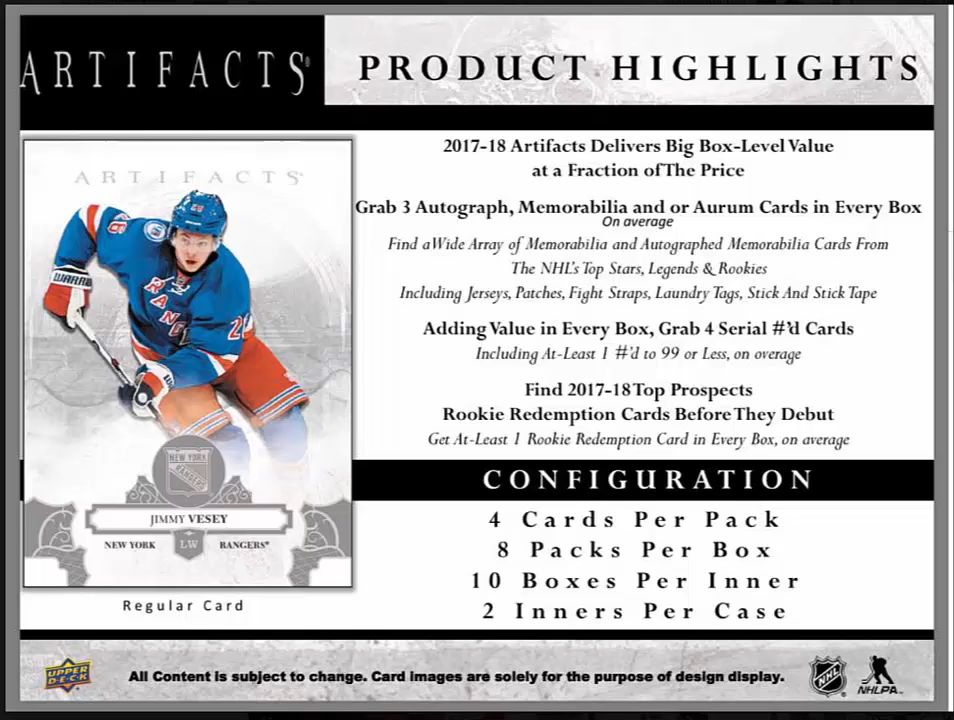 ARTIFACTS®
PRODUCT HIGHLIGHTS
2017-18 Artifacts Delivers Big Box-Level Value
at a Fraction of The Price
Grab 3 Autograph, Memorabilia and or Aurum Cards in Every Box
On average
Find a Wide Array of Memorabilia and Autographed Memorabilia Cards From
The NHL's Top Stars, Legends & Rookies
Including Jerseys, Patches, Fight Straps, Laundry Tags, Stick And Stick Tape
Adding Value in Every Box, Grab 4 Serial #'d Cards
Including At-Least 1 #'d to 99 or Less, on average
Find 2017-18 Top Prospects
Rookie Redemption Cards Before They Debut
Get At-Least 1 Rookie Redemption Card in Every Box, on average
CONFIGURATION
4 Cards Per Pack
8 Packs Per Box
10 Boxes Per Inner
2 Inners Per Case
ARTIFACTS
26
26
WARRIOR
RANG
NEW YORK
RANGERS
JIMMY VESEY
NEW YORK LW RANGERS®
Regular Card
UPPER
DECK
All Content is subject to change. Card images are solely for the purpose of design display.
NHL
NHLPA